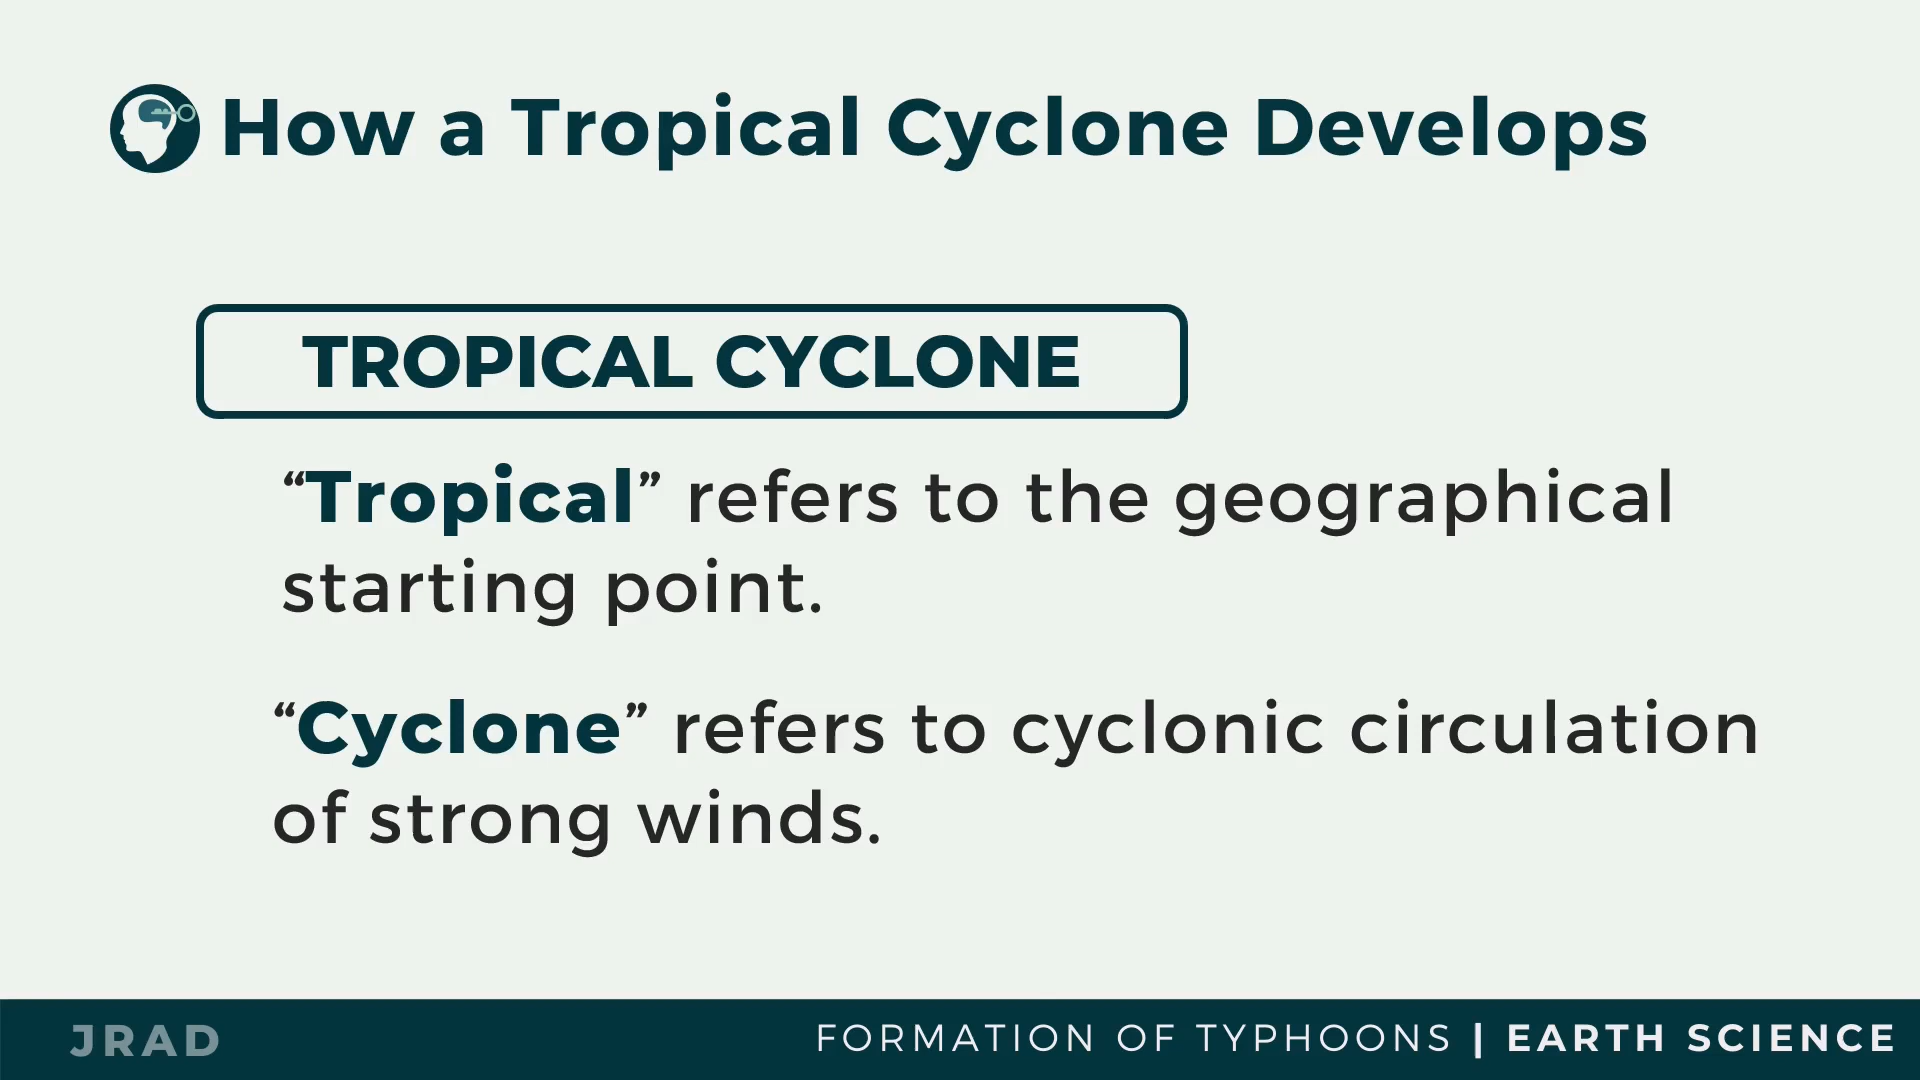 How a Tropical Cyclone Develops
TROPICAL CYCLONE
“Tropical” refers to the geographical
starting point.
“Cyclone” refers to cyclonic circulation
of strong winds.
JRAD
FORMATION OF TYPHOONS | EARTH SCIENCE